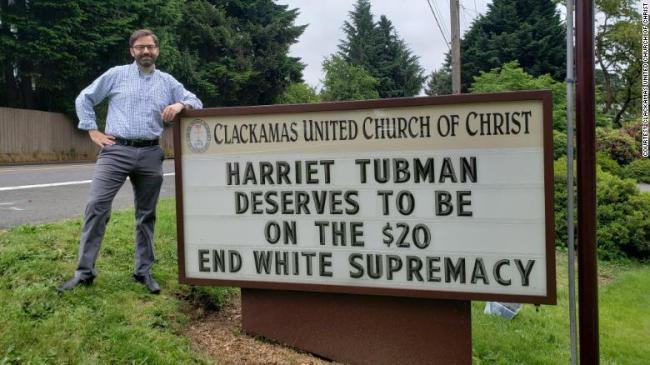 CLACKAMAS UNITED CHURCH OF CHRIST
HARRIET TUBMAN
DESERVES TO BE
ON THE $20
END WHITE SUPREMACY
COURTESY CLACKAMAS UNITED CHURCH OF CHRIST